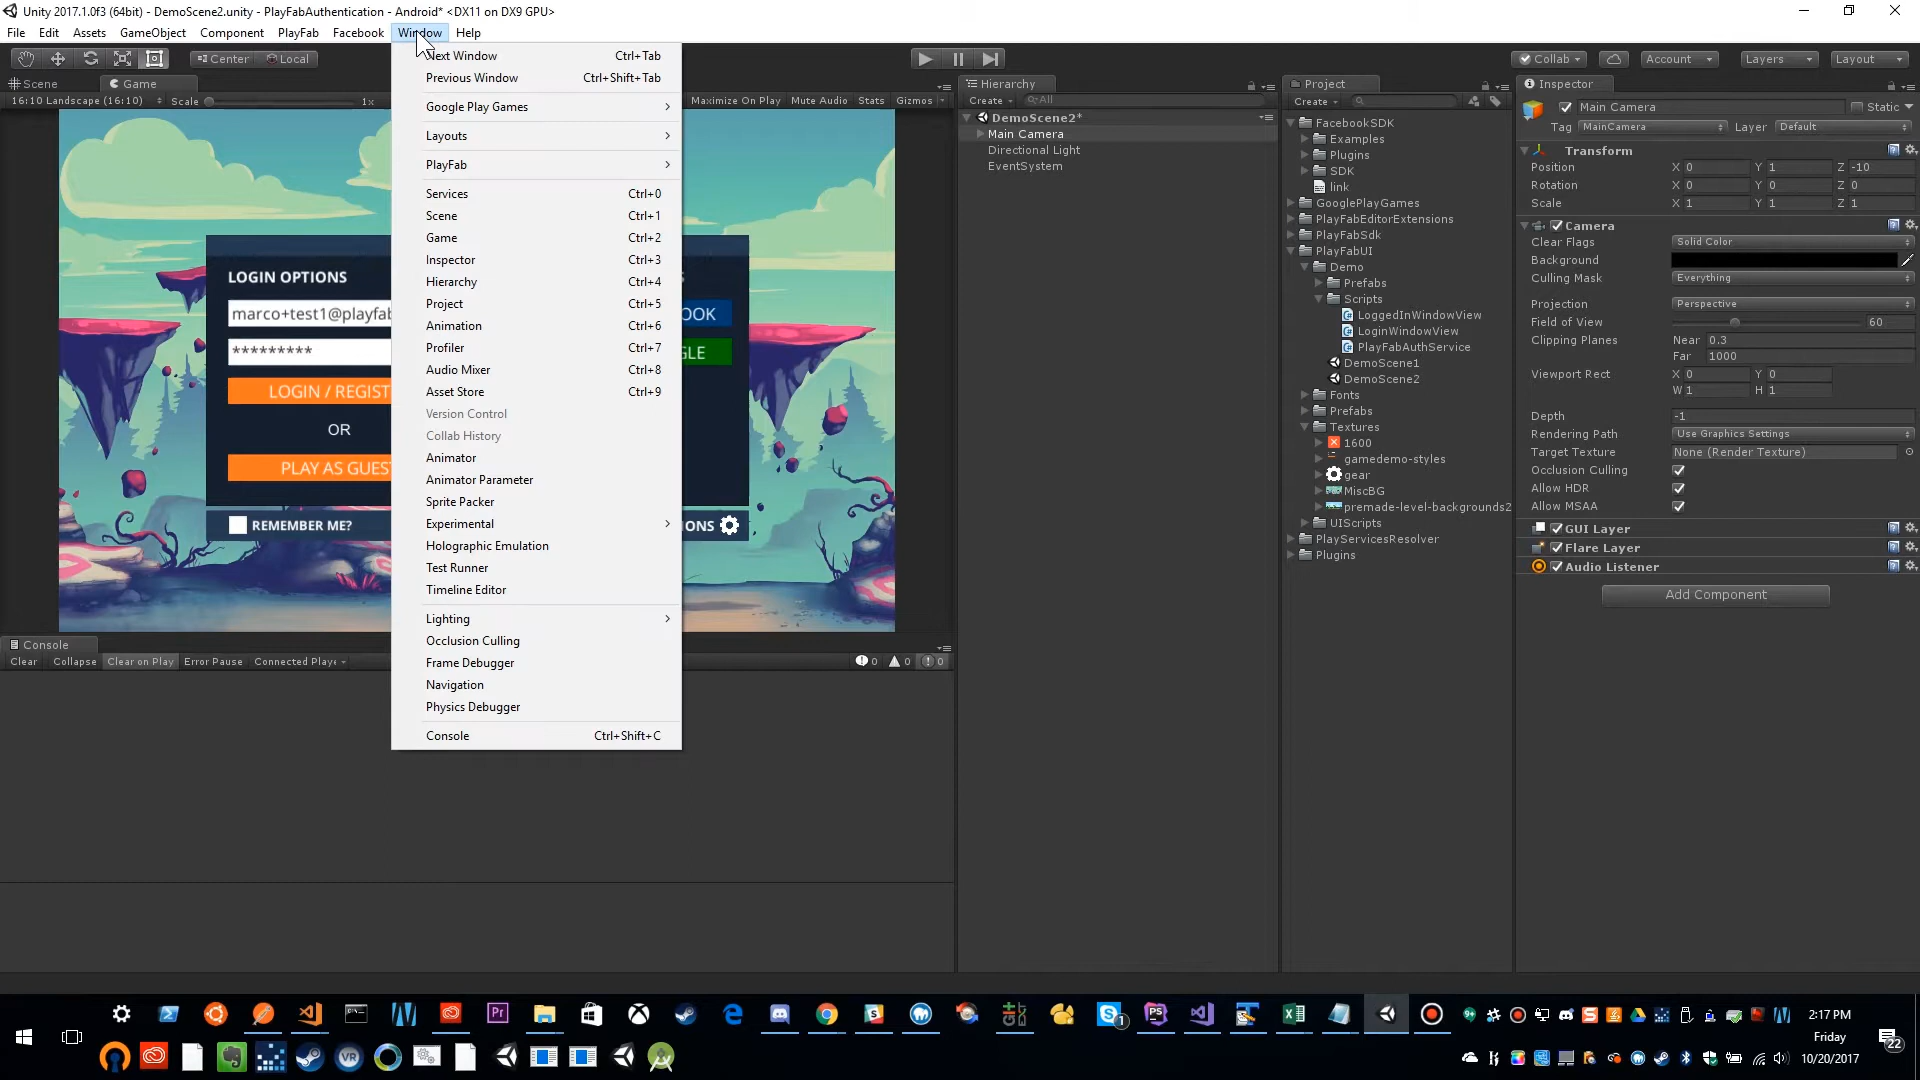 Unity 2017.1.0f3 (64bit) - DemoScene2.unity - PlayFabAuthentication - Android* <DX11 on DX9 GPU>
File Edit Assets GameObject Component PlayFab Facebook Window Help
Center Local
Collab Account Layers Layout
Scene Game
16:10 Landscape (16:10) Scale 1x Maximize On Play Mute Audio Stats Gizmos
LOGIN OPTIONS
marco+test1@playfab
*********
LOGIN / REGIST
OR
PLAY AS GUEST
REMEMBER ME?
S
OOK
GLE
IONS
Next Window Ctrl+Tab
Previous Window Ctrl+Shift+Tab
Google Play Games
Layouts
PlayFab
Services Ctrl+0
Scene Ctrl+1
Game Ctrl+2
Inspector Ctrl+3
Hierarchy Ctrl+4
Project Ctrl+5
Animation Ctrl+6
Profiler Ctrl+7
Audio Mixer Ctrl+8
Asset Store Ctrl+9
Version Control
Collab History
Animator
Animator Parameter
Sprite Packer
Experimental
Holographic Emulation
Test Runner
Timeline Editor
Lighting
Occlusion Culling
Frame Debugger
Navigation
Physics Debugger
Console Ctrl+Shift+C
Console
Clear Collapse Clear on Play Error Pause Connected Playe
0 0 0
Hierarchy
Create All
DemoScene2*
Main Camera
Directional Light
EventSystem
Project
Create
FacebookSDK
Examples
Plugins
SDK
link
GooglePlayGames
PlayFabEditorExtensions
PlayFabSdk
PlayFabUI
Demo
Prefabs
Scripts
LoggedInWindowView
LoginWindowView
PlayFabAuthService
DemoScene1
DemoScene2
Fonts
Prefabs
Textures
1600
gamedemo-styles
gear
MiscBG
premade-level-backgrounds2
UIScripts
PlayServicesResolver
Plugins
Inspector
Main Camera Static
Tag MainCamera Layer Default
Transform
Position X 0 Y 1 Z -10
Rotation X 0 Y 0 Z 0
Scale X 1 Y 1 Z 1
Camera
Clear Flags Solid Color
Background
Culling Mask Everything
Projection Perspective
Field of View 60
Clipping Planes Near 0.3
Far 1000
Viewport Rect X 0 Y 0
W 1 H 1
Depth -1
Rendering Path Use Graphics Settings
Target Texture None (Render Texture)
Occlusion Culling
Allow HDR
Allow MSAA
GUI Layer
Flare Layer
Audio Listener
Add Component
Pr
PS
VR
1
2:17 PM
Friday
10/20/2017
22